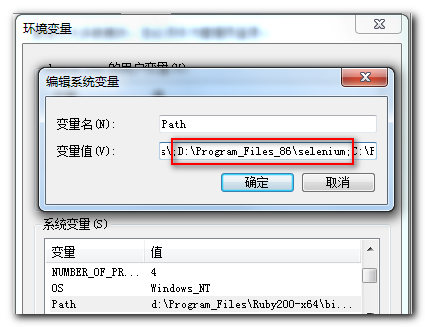 环境变量
的用户变量(U)
编辑系统变量
变量名(N):
Path
变量值(V):
s\;D:\Program_Files_86\selenium;C:\P
确定
取消
系统变量(S)
变量 值
NUMBER_OF_PR... 4
OS Windows_NT
Path d:\Program_Files\Ruby200-x64\bi...